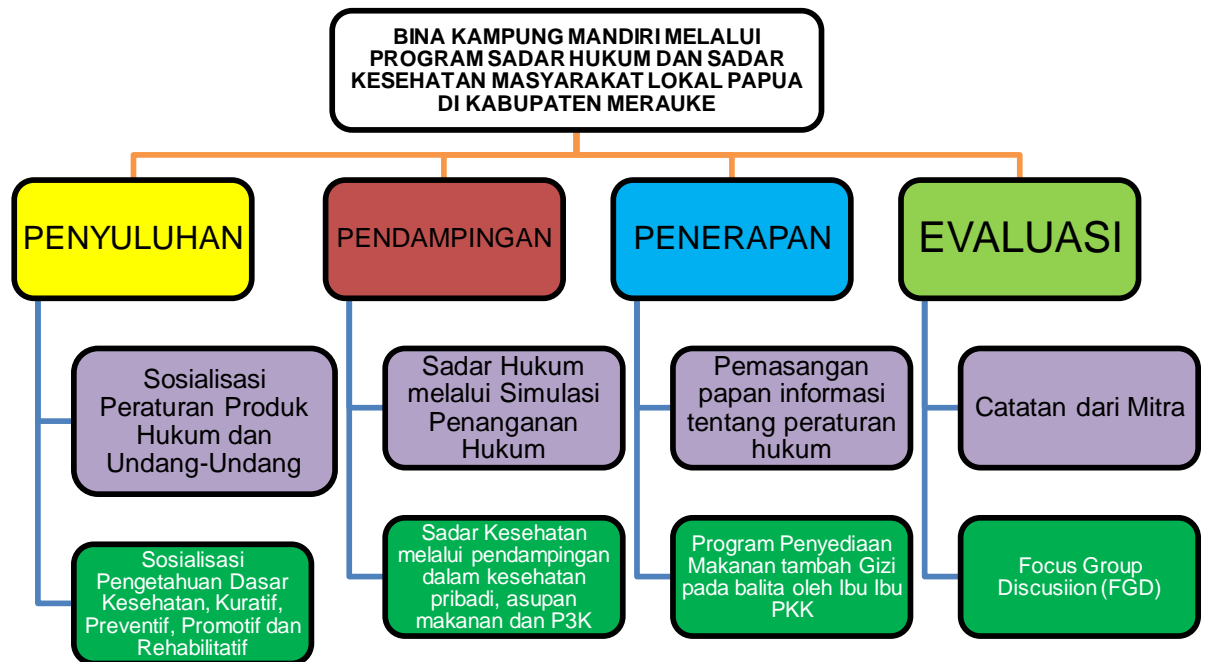 BINA KAMPUNG MANDIRI MELALUI
PROGRAM SADAR HUKUM DAN SADAR
KESEHATAN MASYARAKAT LOKAL PAPUA
DI KABUPATEN MERAUKE
PENYULUHAN
Sosialisasi
Peraturan Produk
Hukum dan
Undang-Undang
Sosialisasi
Pengetahuan Dasar
Kesehatan, Kuratif,
Preventif, Promotif dan
Rehabilitatif
PENDAMPINGAN
Sadar Hukum
melalui Simulasi
Penanganan
Hukum
Sadar Kesehatan
melalui pendampingan
dalam kesehatan
pribadi, asupan
makanan dan P3K
PENERAPAN
Pemasangan
papan informasi
tentang peraturan
hukum
Program Penyediaan
Makanan tambah Gizi
pada balita oleh Ibu Ibu
PKK
EVALUASI
Catatan dari Mitra
Focus Group
Discusiion (FGD)